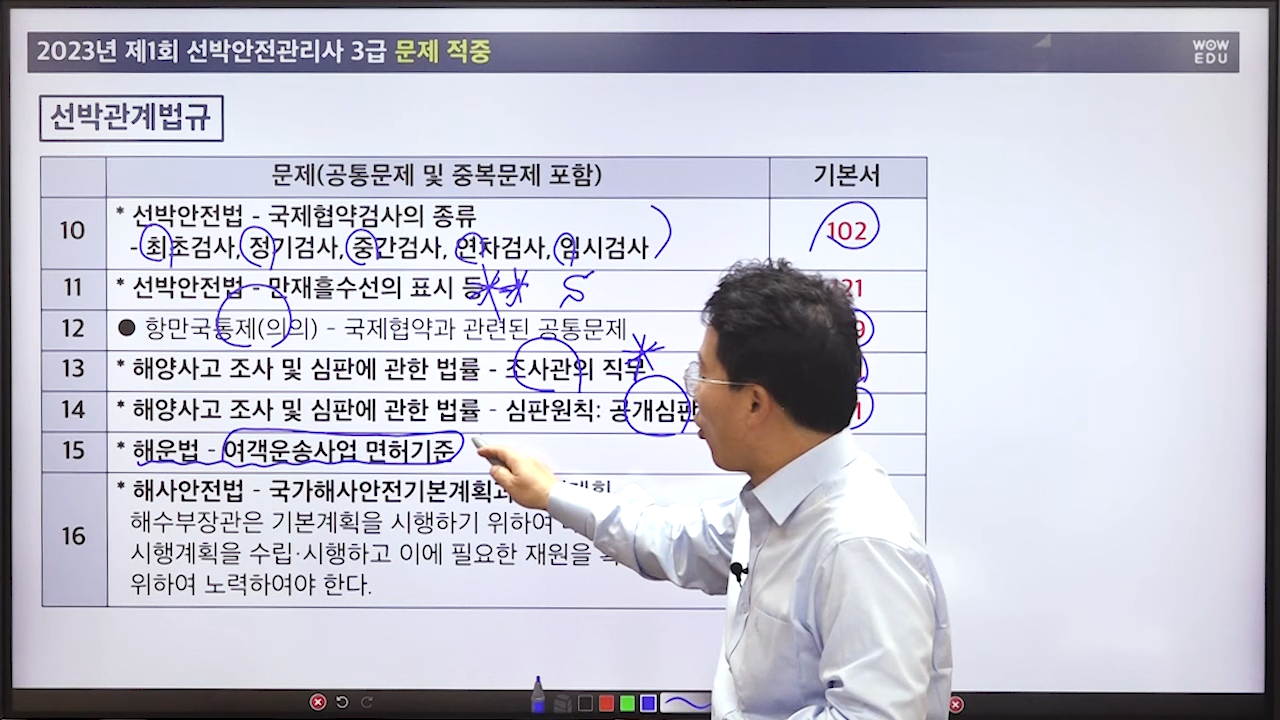 2023년 제1회 선박안전관리사 3급 문제 적중
WOW
EDU
선박관계법규
문제(공통문제 및 중복문제 포함) 기본서
10 * 선박안전법 - 국제협약검사의 종류
- 최초검사, 정기검사, 중간검사, 연차검사, 임시검사 102
11 * 선박안전법 - 만재흘수선의 표시 등 21
12 ● 항만국통제(의의) - 국제협약과 관련된 공통문제 9
13 * 해양사고 조사 및 심판에 관한 법률 - 조사관의 직무
14 * 해양사고 조사 및 심판에 관한 법률 - 심판원칙: 공개심판 1
15 * 해운법 - 여객운송사업 면허기준
16 * 해사안전법 - 국가해사안전기본계획과
해수부장관은 기본계획을 시행하기 위하여
시행계획을 수립·시행하고 이에 필요한 재원을
위하여 노력하여야 한다.